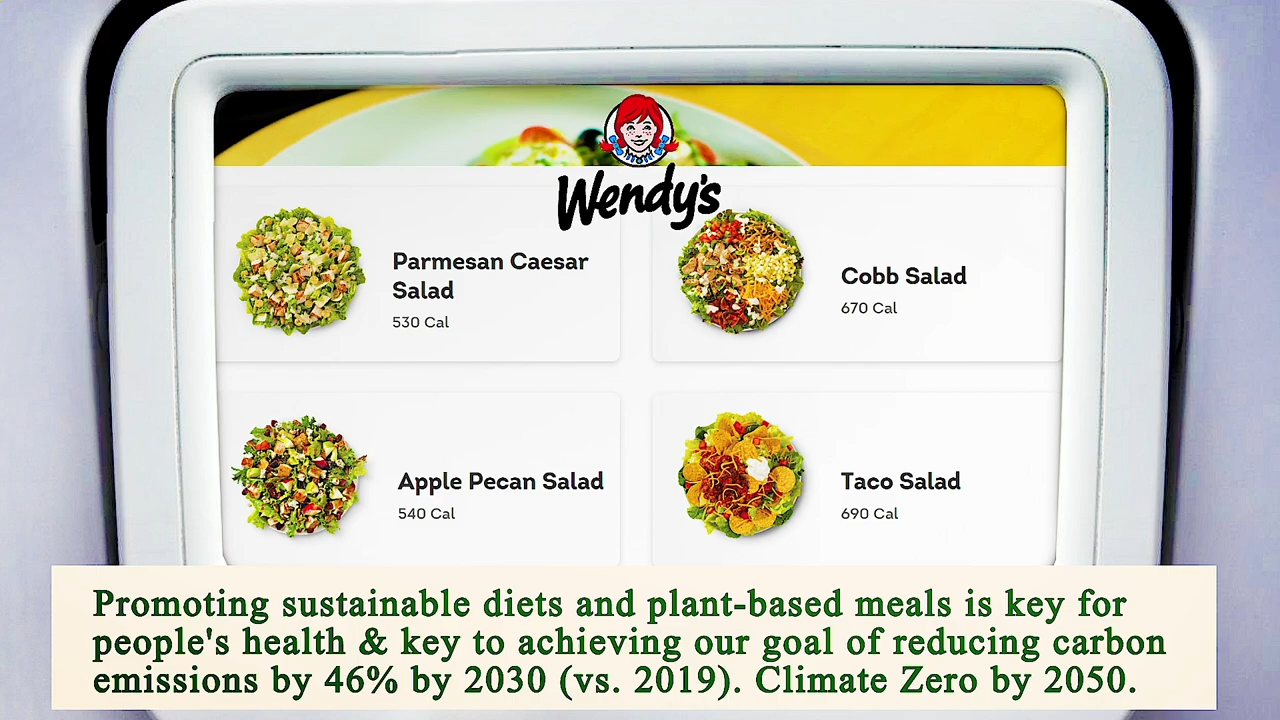 Wendy's
Parmesan Caesar
Salad
530 Cal
Cobb Salad
670 Cal
Apple Pecan Salad
540 Cal
Taco Salad
690 Cal
Promoting sustainable diets and plant-based meals is key for
people's health & key to achieving our goal of reducing carbon
emissions by 46% by 2030 (vs. 2019). Climate Zero by 2050.